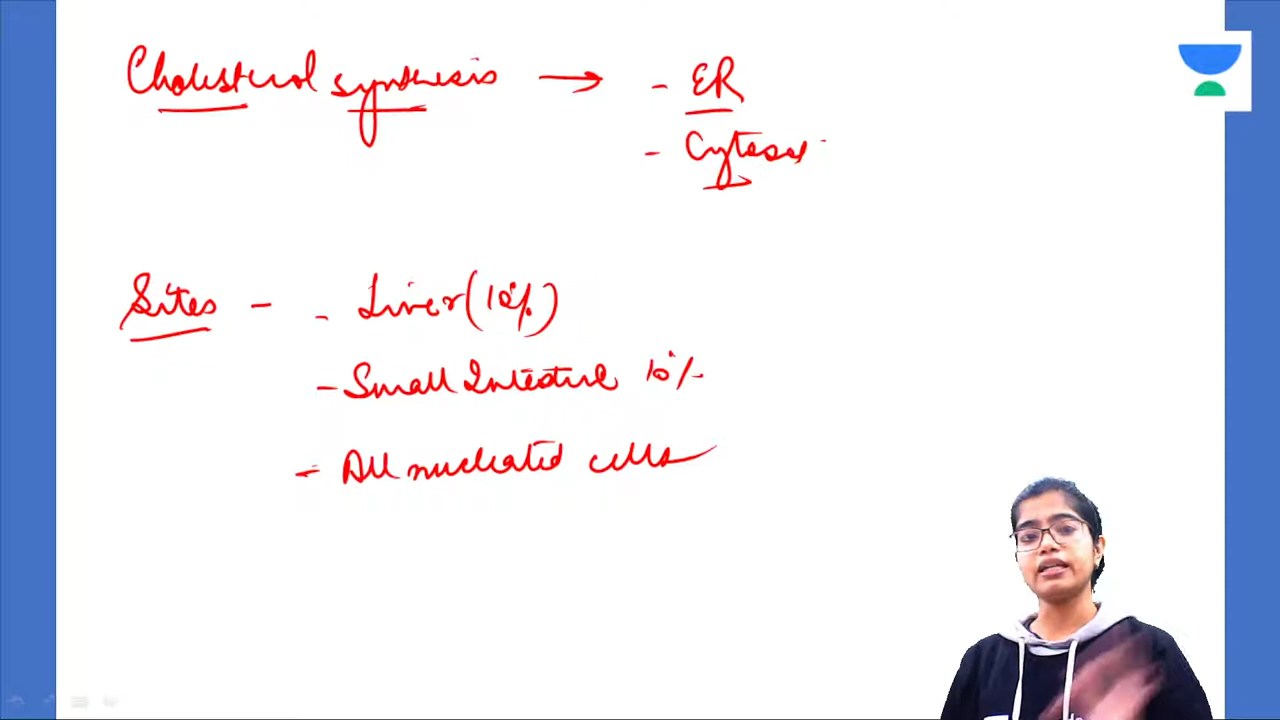 Cholesterol synthesis → - ER
- Cytosol
Sites - - Liver (10%)
- Small Intestine 10%
- All nucleated cells